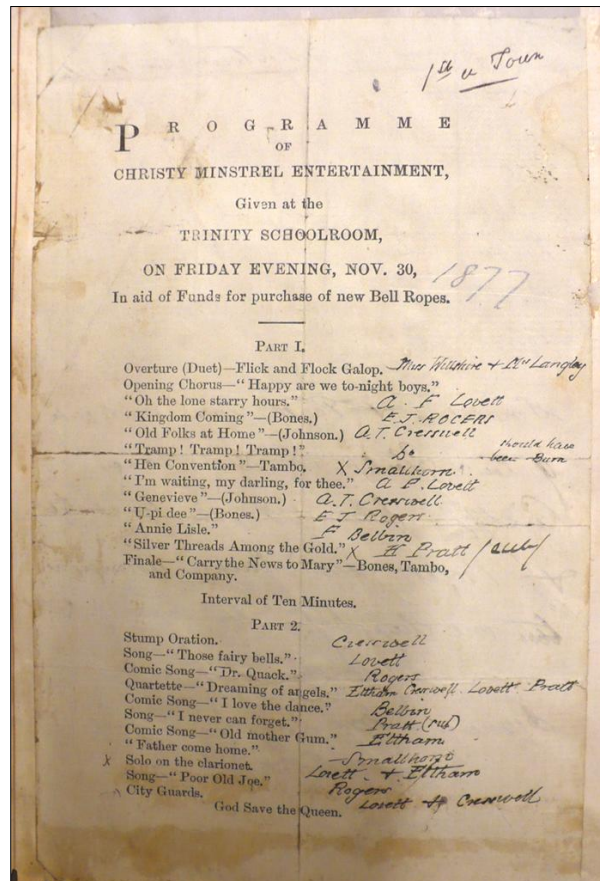 1st a Town
PROGRAMME
OF
CHRISTY MINSTREL ENTERTAINMENT,
Given at the
TRINITY SCHOOLROOM,
ON FRIDAY EVENING, NOV. 30, 1877
In aid of Funds for purchase of new Bell Ropes.
PART I.
Overture (Duet)—Flick and Flock Galop. Miss Willshire & Mrs Langley
Opening Chorus—"Happy are we to-night boys."
"Oh the lone starry hours." A F Lovett
"Kingdom Coming"—(Bones.) E.J. ROGERS
"Old Folks at Home"—(Johnson.) A.T. Cresswell
"Tramp! Tramp! Tramp!" Do should have been Dunn
"Hen Convention"—Tambo. X Smallhorn.
"I'm waiting, my darling, for thee." A F. Lovett
"Genevieve"—(Johnson.) A.T. Cresswell.
"U-pi dee"—(Bones.) E J Rogers
"Annie Lisle." F Belbin
"Silver Threads Among the Gold." X H Pratt
Finale—"Carry the News to Mary"—Bones, Tambo,
and Company.
Interval of Ten Minutes.
PART 2.
Stump Oration. Cresswell
Song—"Those fairy bells." Lovett
Comic Song—"Dr. Quack." Rogers
Quartette—"Dreaming of angels." Eltham Cresswell Lovett Pratt
Comic Song—"I love the dance." Belbin
Song—"I never can forget." Pratt
Comic Song—"Old mother Gum." Eltham
"Father come home."
X Solo on the clarionet. Smallhorn
Song—"Poor Old Joe." Lovett & Eltham
City Guards. Rogers
God Save the Queen. Lovett & Cresswell